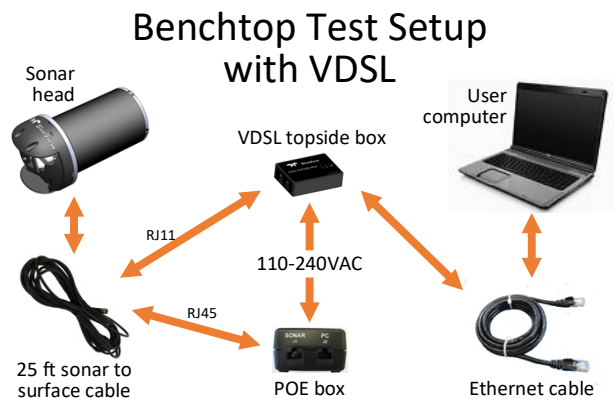 Benchtop Test Setup
with VDSL
Sonar
head
VDSL topside box
User
computer
RJ11
110-240VAC
RJ45
SONAR
PC
25 ft sonar to
surface cable
POE box
Ethernet cable